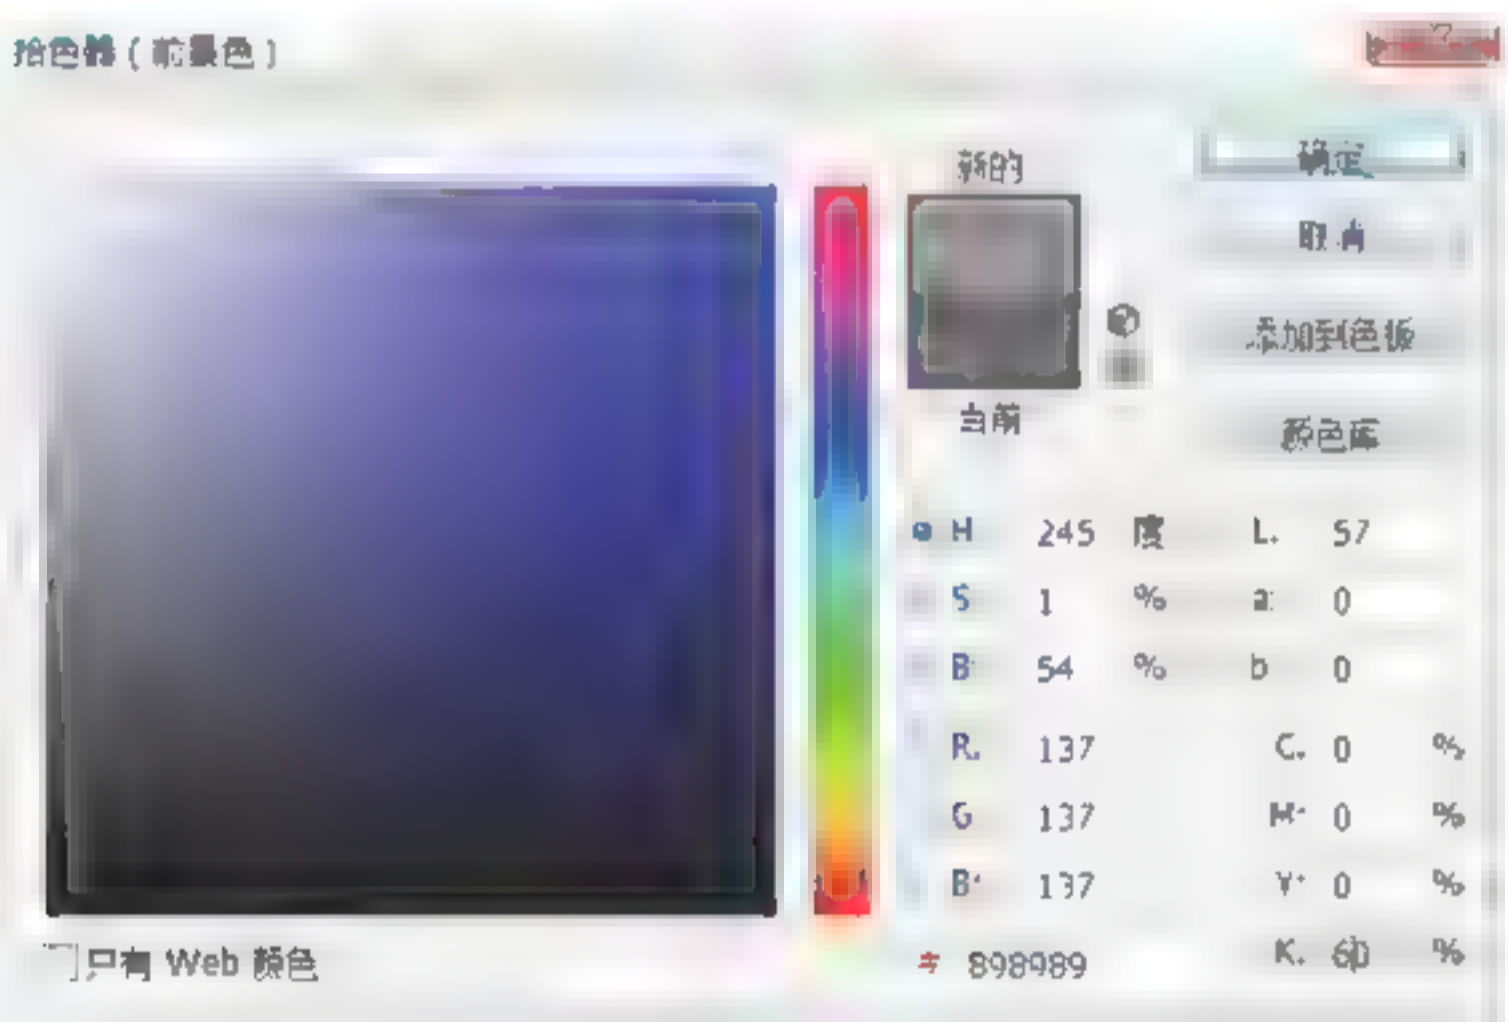 拾色器 ( 前景色 )
新的
确定
取消
添加到色板
当前
颜色库
H 245 度 L: 57
S 1 % a: 0
B: 54 % b 0
R: 137 C: 0 %
G 137 M: 0 %
B: 137 Y: 0 %
K: 60 %
只有 Web 颜色
# 898989